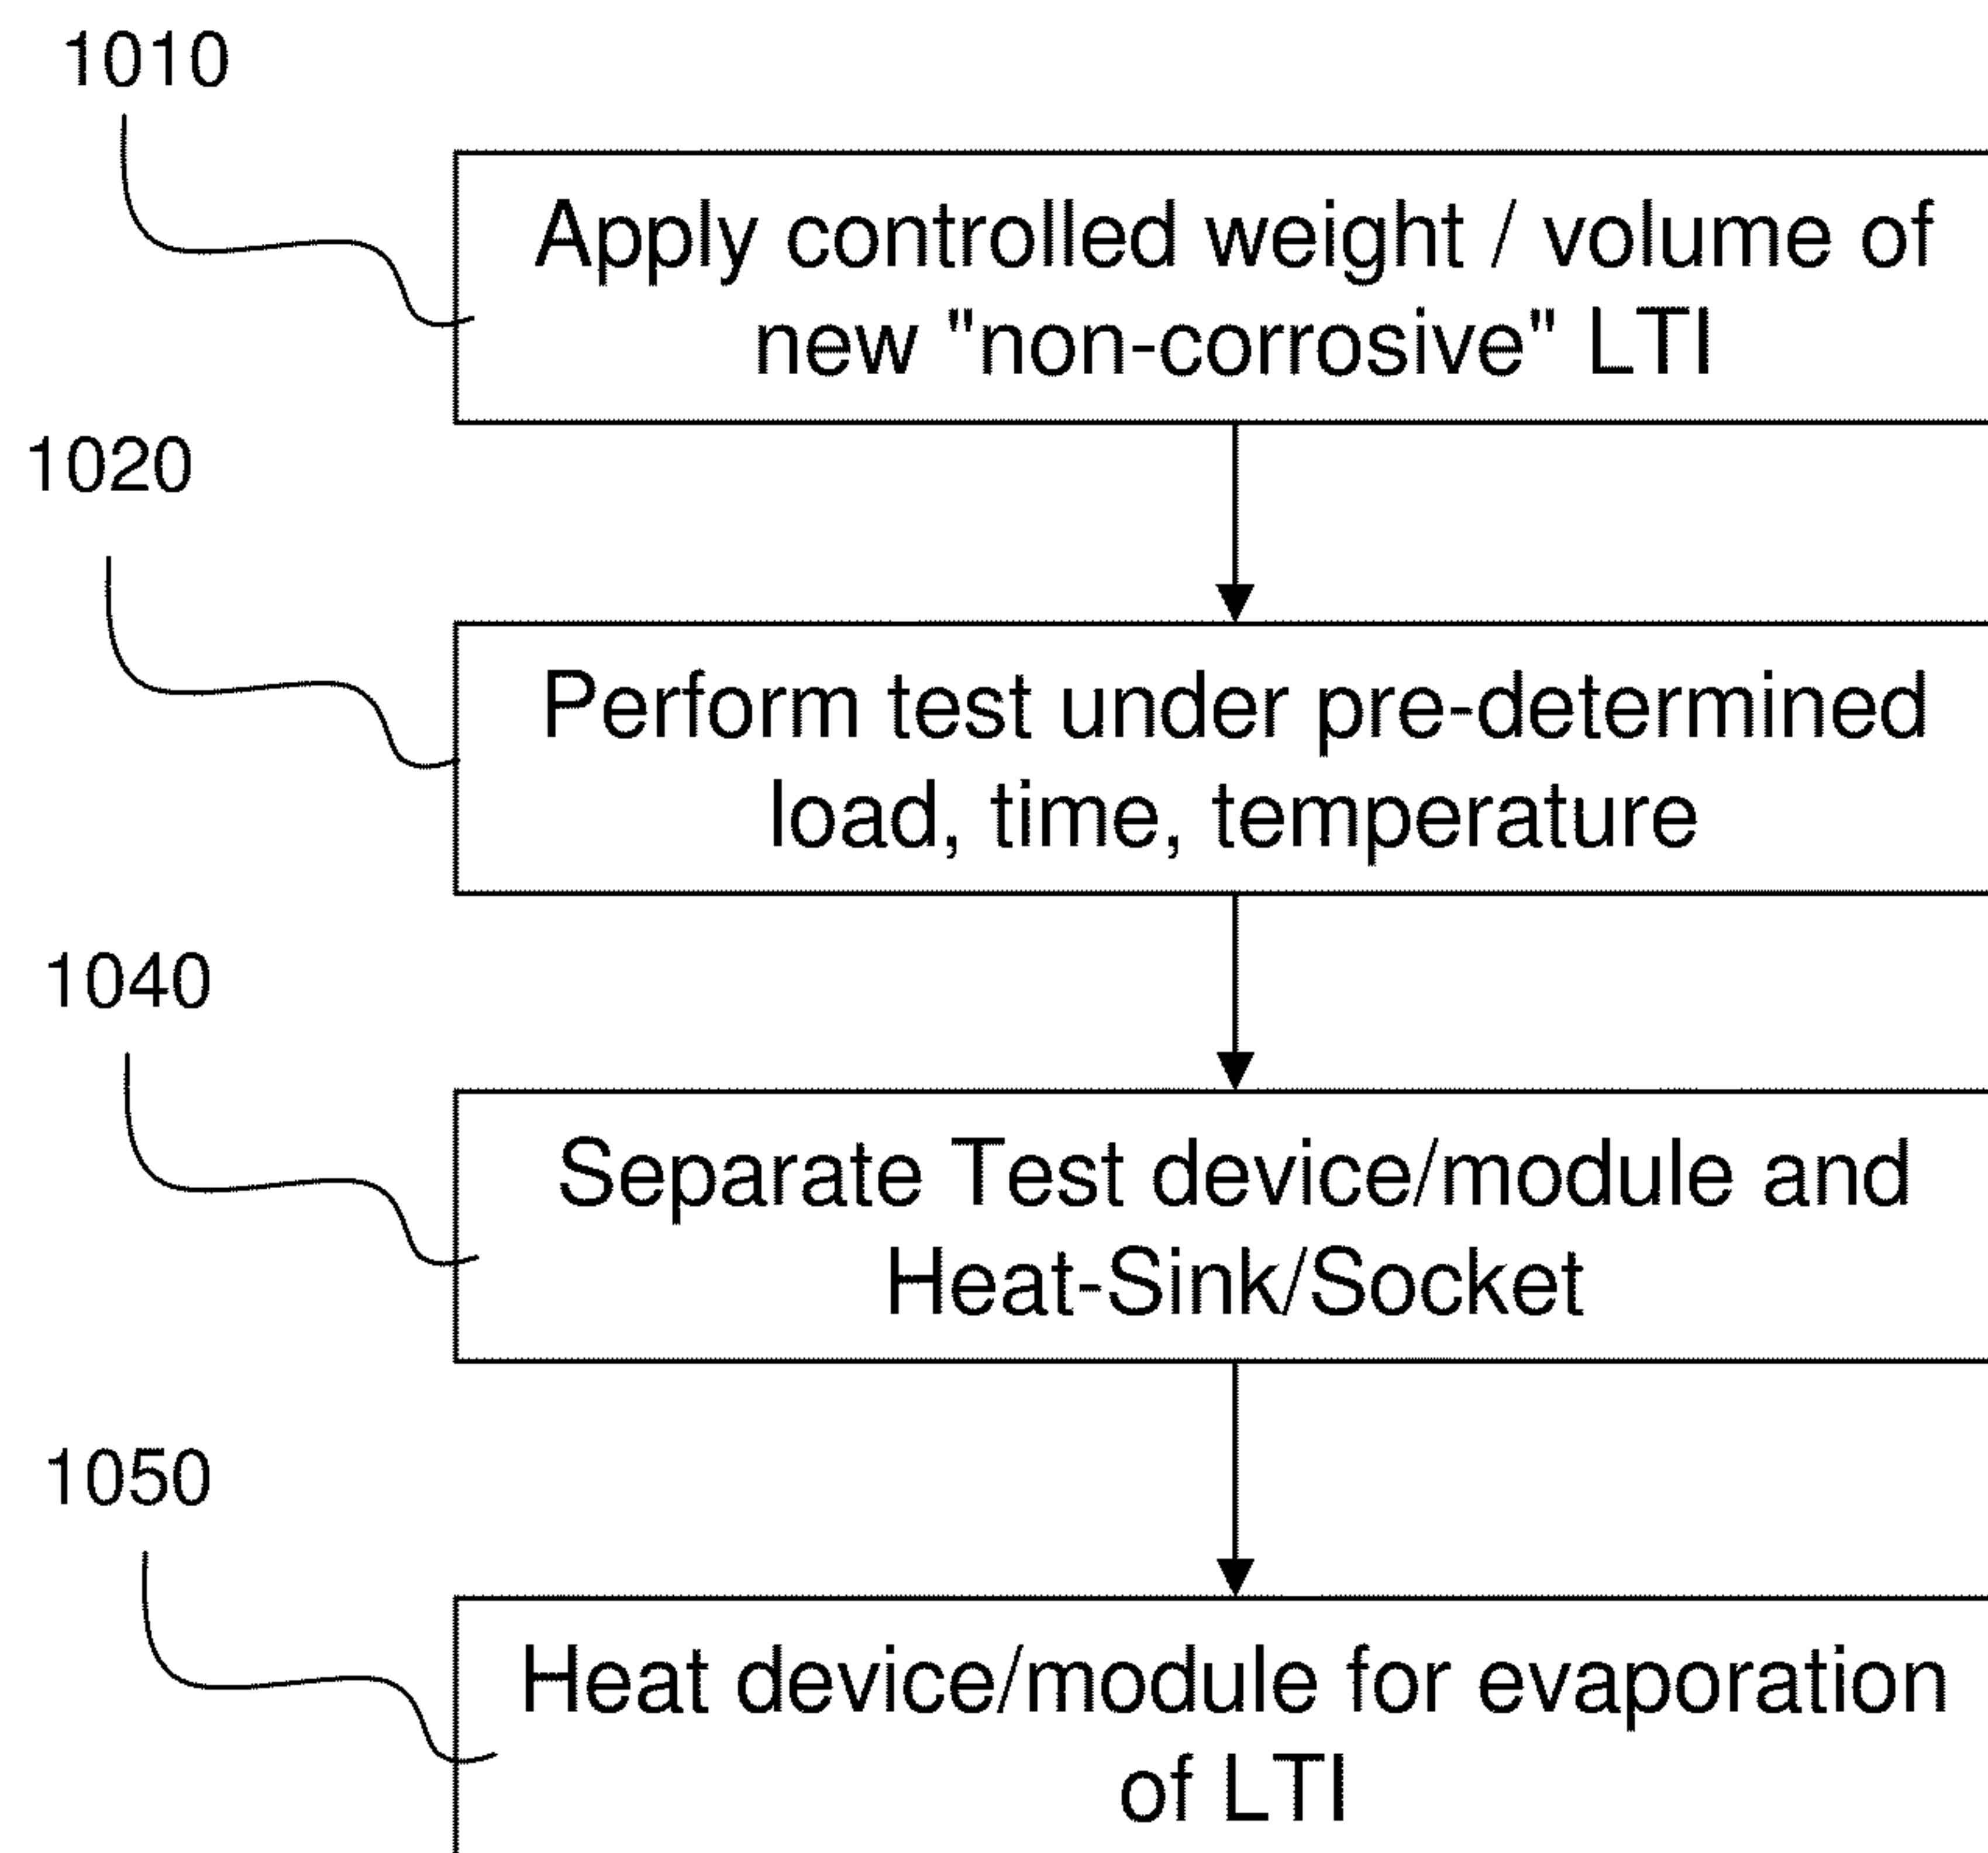 1010
Apply controlled weight / volume of
new "non-corrosive" LTI
1020
Perform test under pre-determined
load, time, temperature
1040
Separate Test device/module and
Heat-Sink/Socket
1050
Heat device/module for evaporation
of LTI